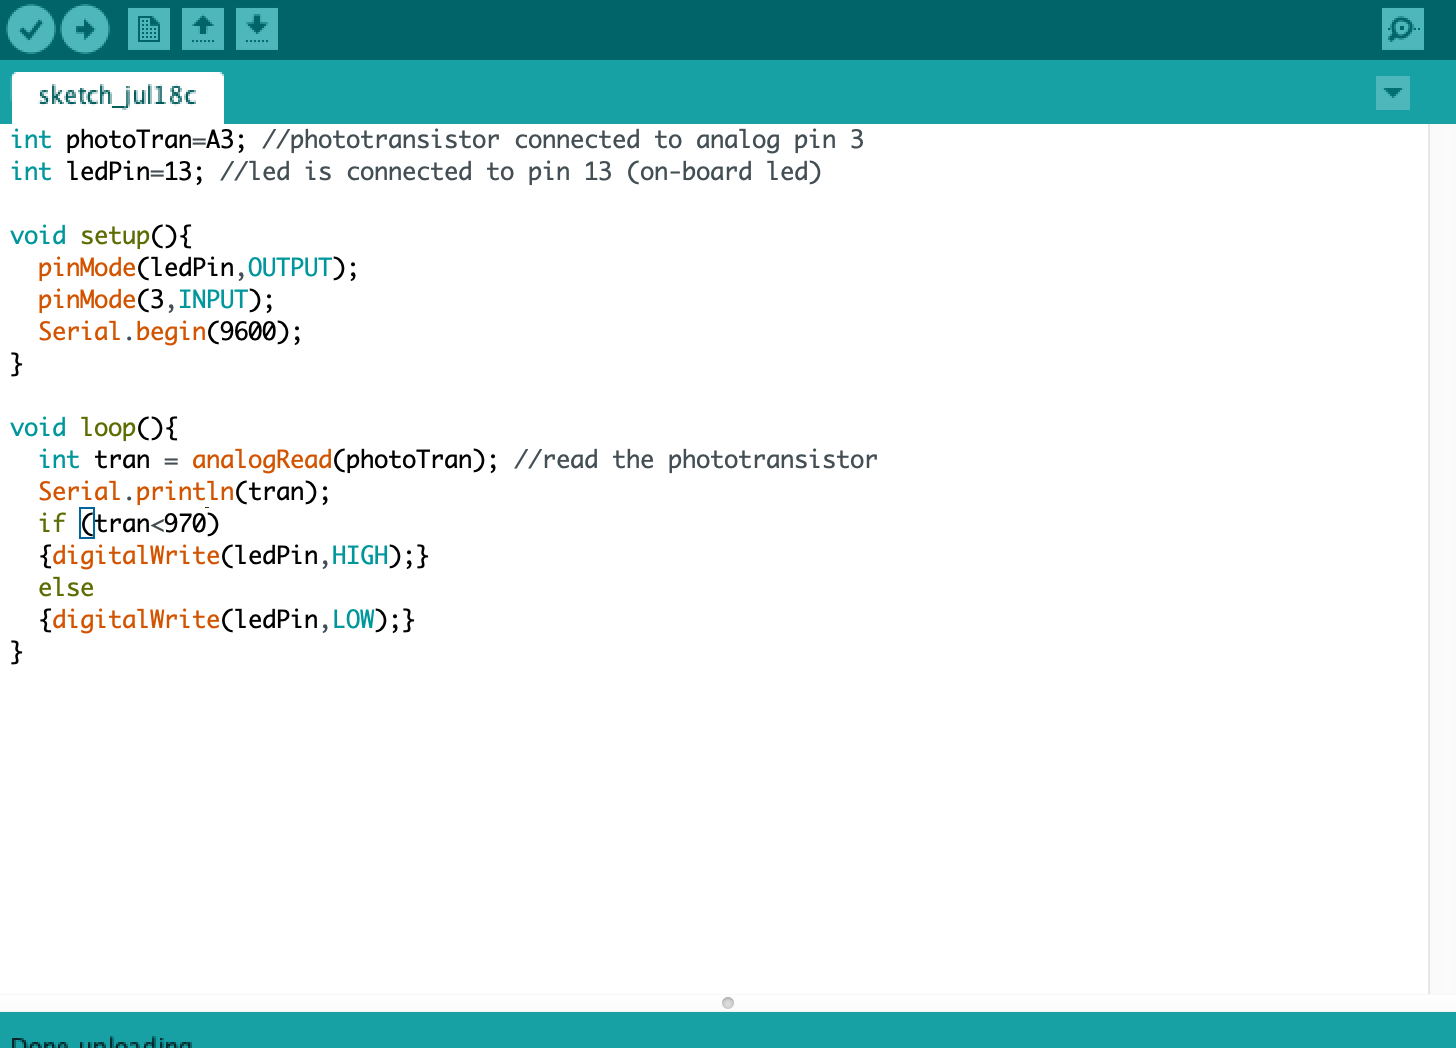 sketch_jul18c
int photoTran=A3; //phototransistor connected to analog pin 3
int ledPin=13; //led is connected to pin 13 (on-board led)
void setup(){
pinMode(ledPin,OUTPUT);
pinMode(3,INPUT);
Serial.begin(9600);
}
void loop(){
int tran = analogRead(photoTran); //read the phototransistor
Serial.println(tran);
if (tran<970)
{digitalWrite(ledPin,HIGH);}
else
{digitalWrite(ledPin,LOW);}
}
Done uploading